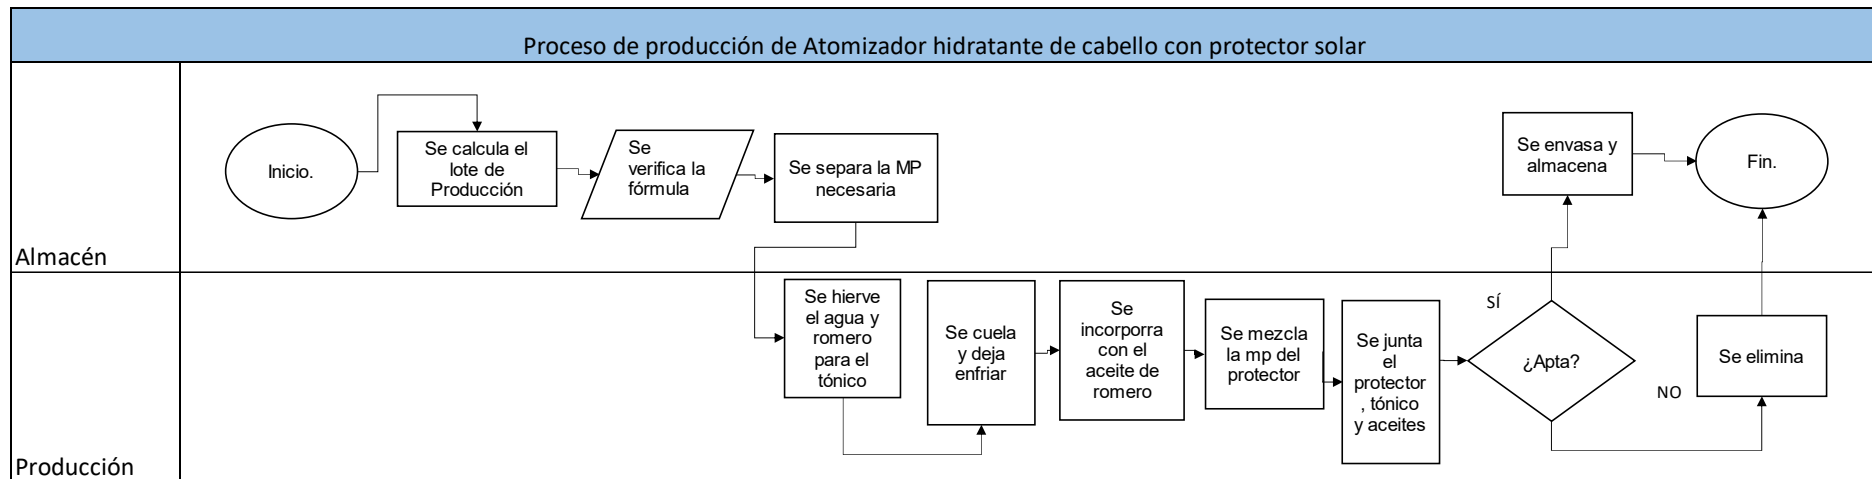 Proceso de producción de Atomizador hidratante de cabello con protector solar
Almacén
Inicio.
Se calcula el
lote de
Producción
Se
verifica la
fórmula
Se separa la MP
necesaria
Se envasa y
almacena
Fin.
Producción
Se hierve
el agua y
romero
para el
tónico
Se cuela
y deja
enfriar
Se
incorporra
con el
aceite de
romero
Se mezcla
la mp del
protector
Se junta
el
protector
, tónico
y aceites
¿Apta?
SÍ
NO
Se elimina